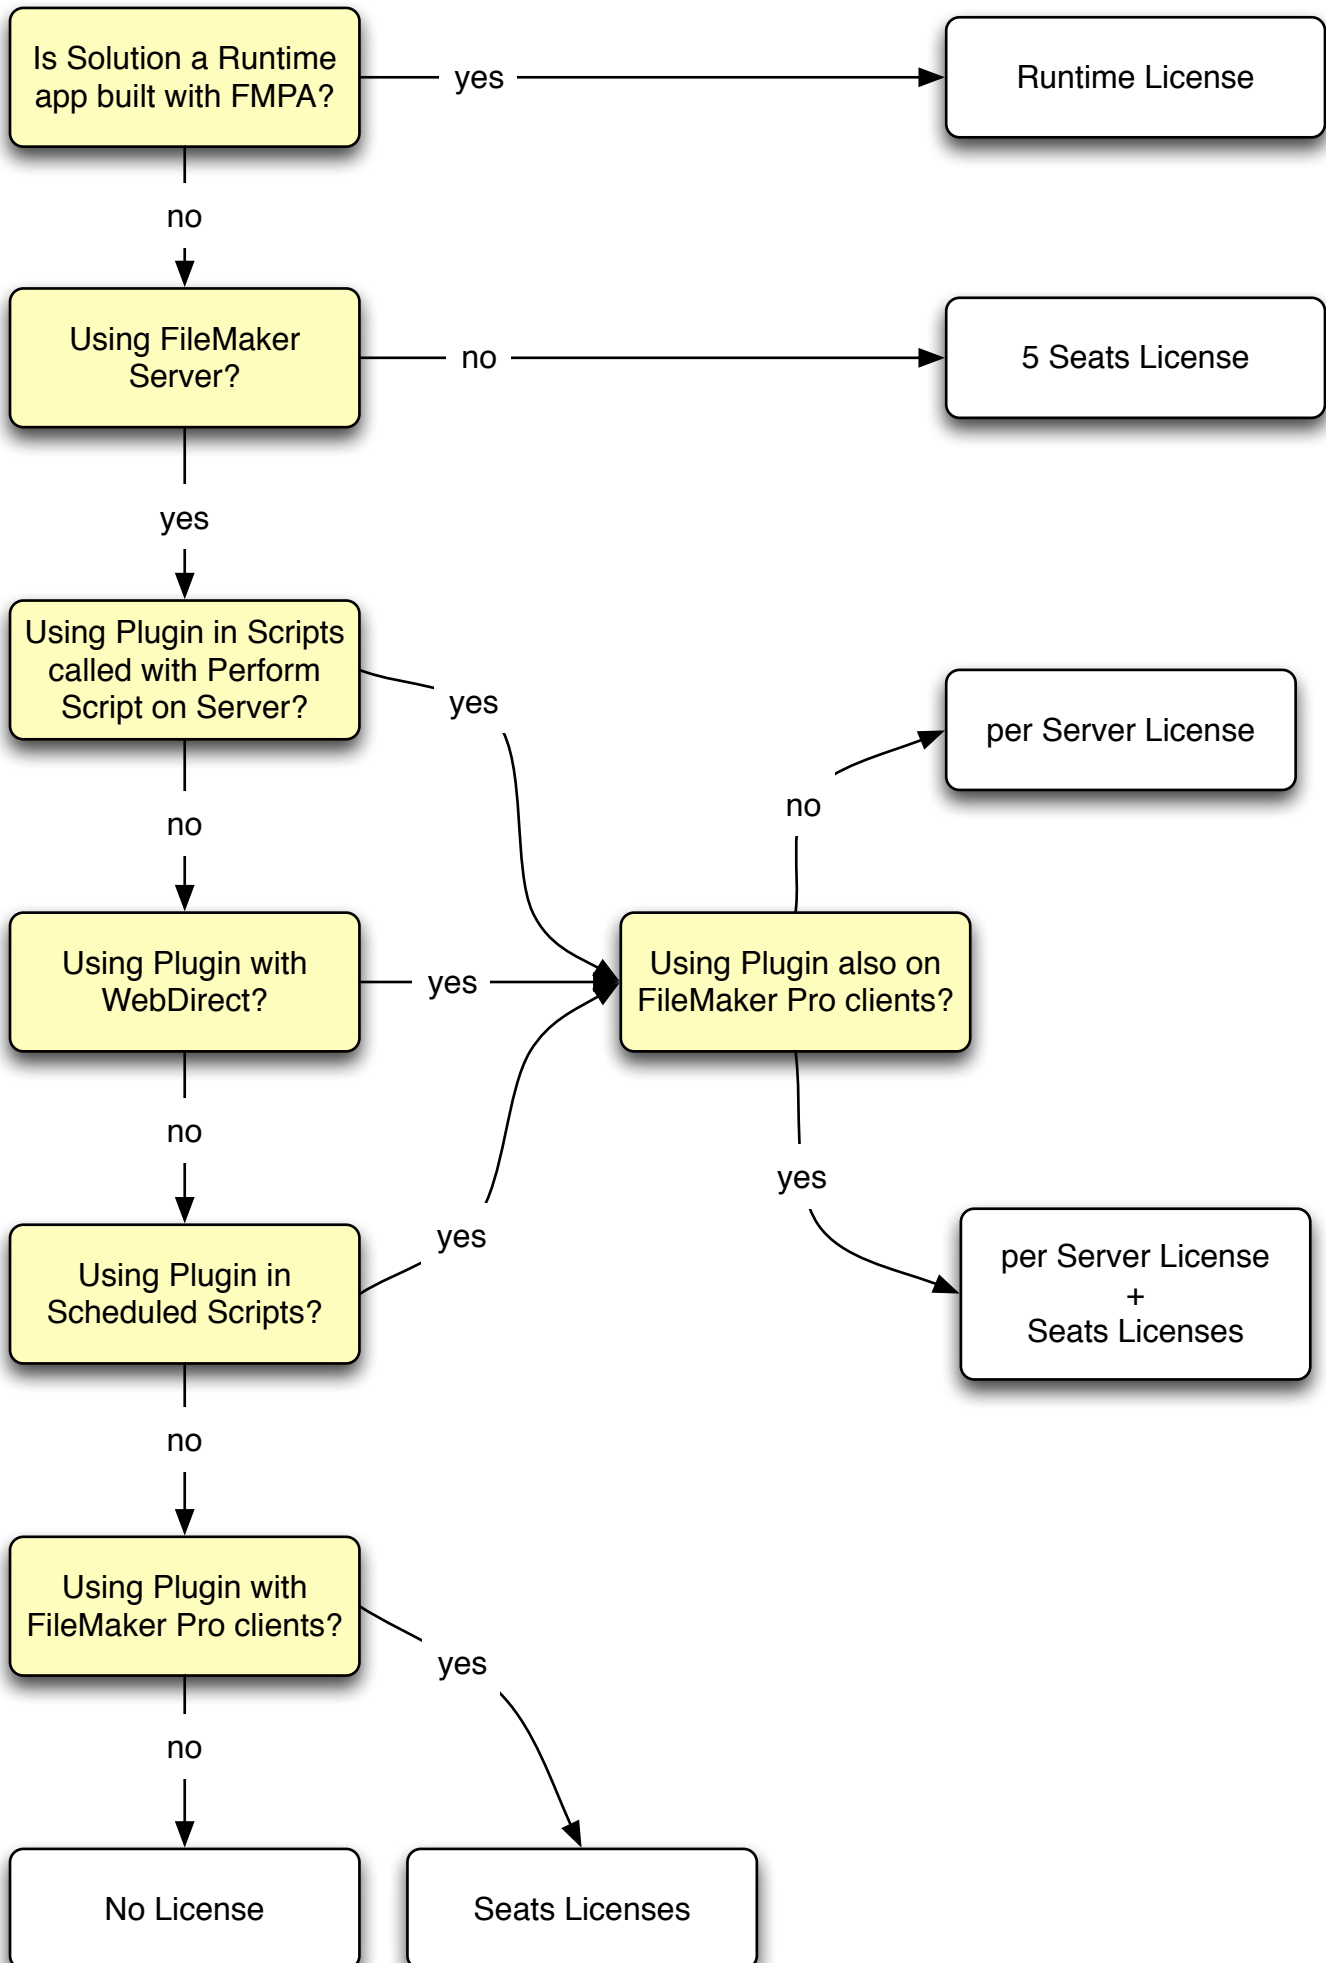 Is Solution a Runtime
app built with FMPA?
yes
Runtime License
no
Using FileMaker
Server?
no
5 Seats License
yes
Using Plugin in Scripts
called with Perform
Script on Server?
yes
per Server License
no
no
Using Plugin with
WebDirect?
yes
Using Plugin also on
FileMaker Pro clients?
no
yes
Using Plugin in
Scheduled Scripts?
yes
per Server License
+
Seats Licenses
no
Using Plugin with
FileMaker Pro clients?
yes
no
No License
Seats Licenses